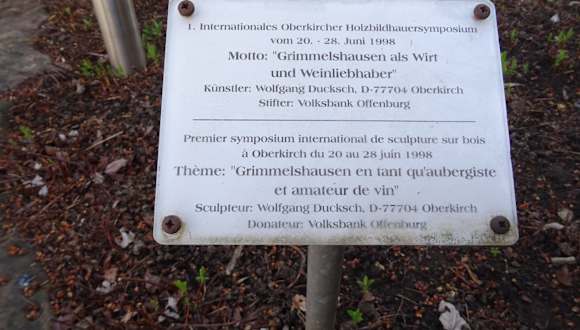 1. Internationales Oberkircher Holzbildhauersymposium
vom 20. - 28. Juni 1998
Motto: "Grimmelshausen als Wirt
und Weinliebhaber"
Künstler: Wolfgang Ducksch, D-77704 Oberkirch
Stifter: Volksbank Offenburg
Premier symposium international de sculpture sur bois
à Oberkirch du 20 au 28 juin 1998
Thème: "Grimmelshausen en tant qu'aubergiste
et amateur de vin"
Sculpteur: Wolfgang Ducksch, D-77704 Oberkirch
Donateur: Volksbank Offenburg